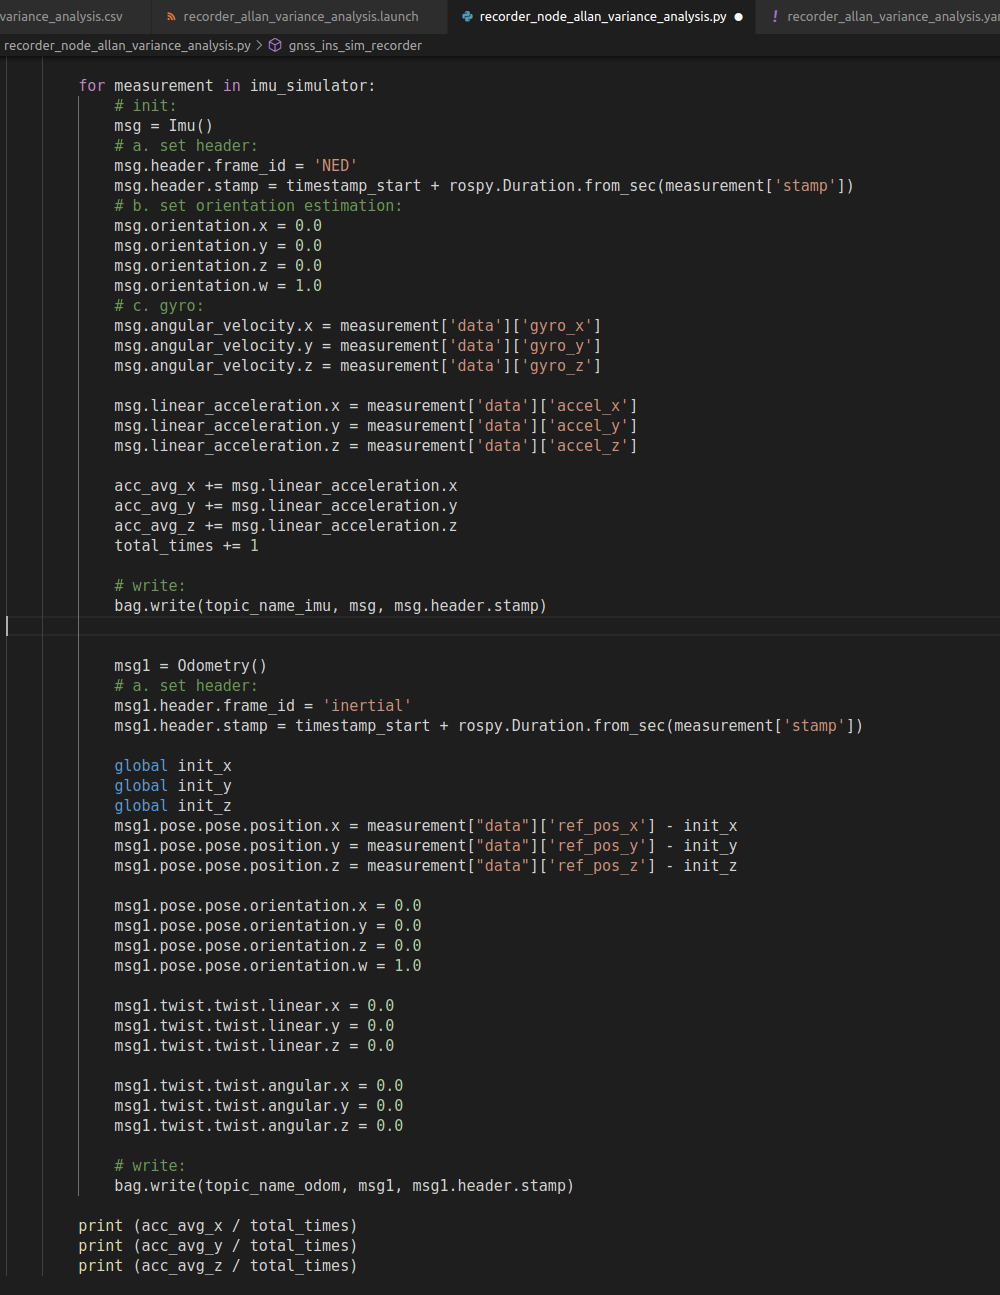 variance_analysis.csv recorder_allan_variance_analysis.launch recorder_node_allan_variance_analysis.py ● ! recorder_allan_variance_analysis.yar
recorder_node_allan_variance_analysis.py > gnss_ins_sim_recorder
for measurement in imu_simulator:
# init:
msg = Imu()
# a. set header:
msg.header.frame_id = 'NED'
msg.header.stamp = timestamp_start + rospy.Duration.from_sec(measurement['stamp'])
# b. set orientation estimation:
msg.orientation.x = 0.0
msg.orientation.y = 0.0
msg.orientation.z = 0.0
msg.orientation.w = 1.0
# c. gyro:
msg.angular_velocity.x = measurement['data']['gyro_x']
msg.angular_velocity.y = measurement['data']['gyro_y']
msg.angular_velocity.z = measurement['data']['gyro_z']
msg.linear_acceleration.x = measurement['data']['accel_x']
msg.linear_acceleration.y = measurement['data']['accel_y']
msg.linear_acceleration.z = measurement['data']['accel_z']
acc_avg_x += msg.linear_acceleration.x
acc_avg_y += msg.linear_acceleration.y
acc_avg_z += msg.linear_acceleration.z
total_times += 1
# write:
bag.write(topic_name_imu, msg, msg.header.stamp)
msg1 = Odometry()
# a. set header:
msg1.header.frame_id = 'inertial'
msg1.header.stamp = timestamp_start + rospy.Duration.from_sec(measurement['stamp'])
global init_x
global init_y
global init_z
msg1.pose.pose.position.x = measurement["data"]['ref_pos_x'] - init_x
msg1.pose.pose.position.y = measurement["data"]['ref_pos_y'] - init_y
msg1.pose.pose.position.z = measurement["data"]['ref_pos_z'] - init_z
msg1.pose.pose.orientation.x = 0.0
msg1.pose.pose.orientation.y = 0.0
msg1.pose.pose.orientation.z = 0.0
msg1.pose.pose.orientation.w = 1.0
msg1.twist.twist.linear.x = 0.0
msg1.twist.twist.linear.y = 0.0
msg1.twist.twist.linear.z = 0.0
msg1.twist.twist.angular.x = 0.0
msg1.twist.twist.angular.y = 0.0
msg1.twist.twist.angular.z = 0.0
# write:
bag.write(topic_name_odom, msg1, msg1.header.stamp)
print (acc_avg_x / total_times)
print (acc_avg_y / total_times)
print (acc_avg_z / total_times)